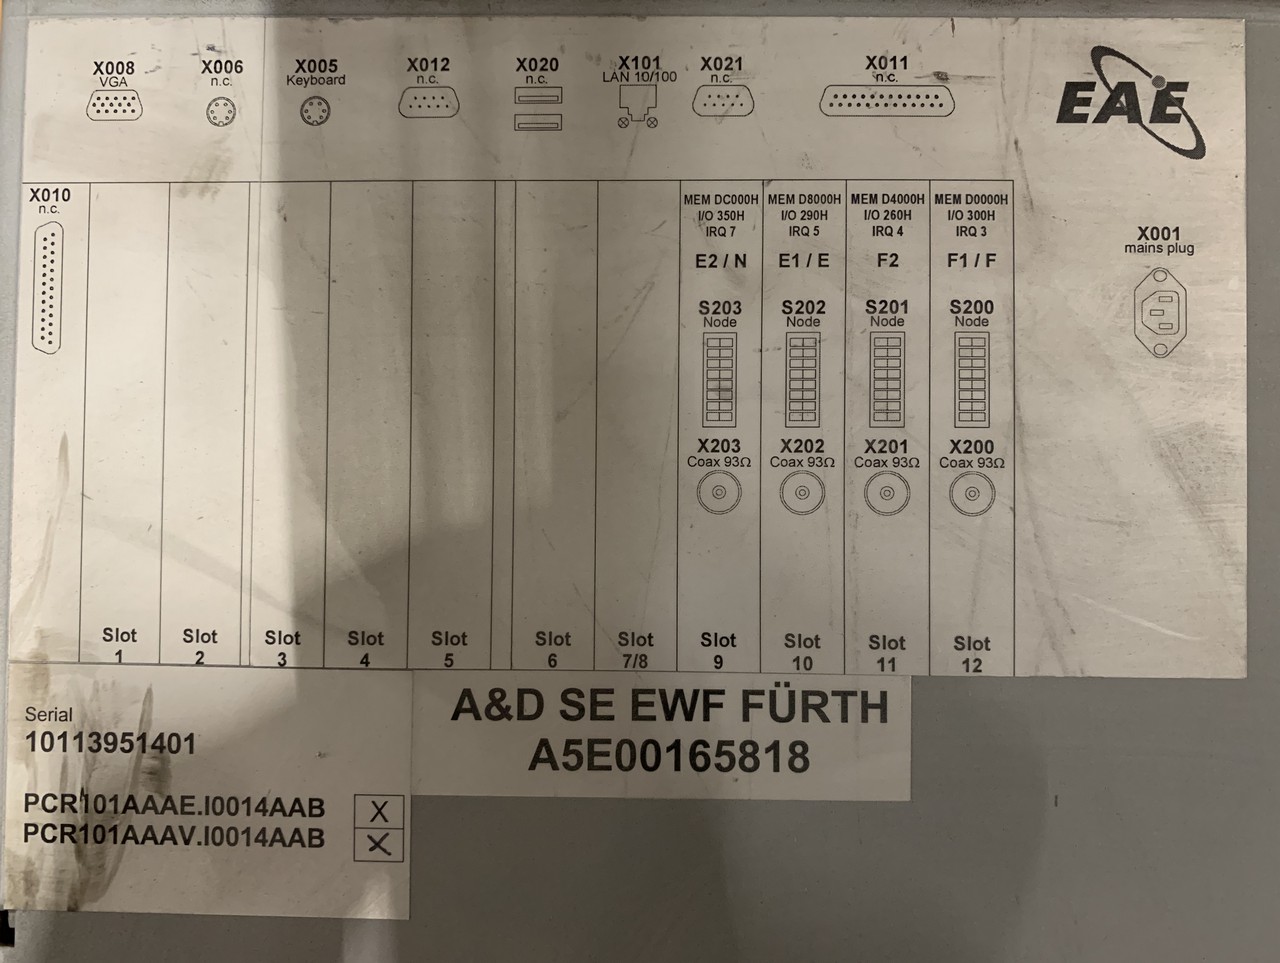 X008
VGA
X006
n.c.
X005
Keyboard
X012
n.c.
X020
n.c.
X101
LAN 10/100
X021
n.c.
X011
n.c.
EAE
X010
n.c.
MEM DC000H
I/O 350H
IRQ 7
E2 / N
S203
Node
X203
Coax 93Ω
MEM D8000H
I/O 290H
IRQ 5
E1 / E
S202
Node
X202
Coax 93Ω
MEM D4000H
I/O 260H
IRQ 4
F2
S201
Node
X201
Coax 93Ω
MEM D0000H
I/O 300H
IRQ 3
F1 / F
S200
Node
X200
Coax 93Ω
X001
mains plug
Slot
1
Slot
2
Slot
3
Slot
4
Slot
5
Slot
6
Slot
7/8
Slot
9
Slot
10
Slot
11
Slot
12
A&D SE EWF FÜRTH
A5E00165818
Serial
10113951401
PCR101AAAE.I0014AAB X
PCR101AAAV.I0014AAB X